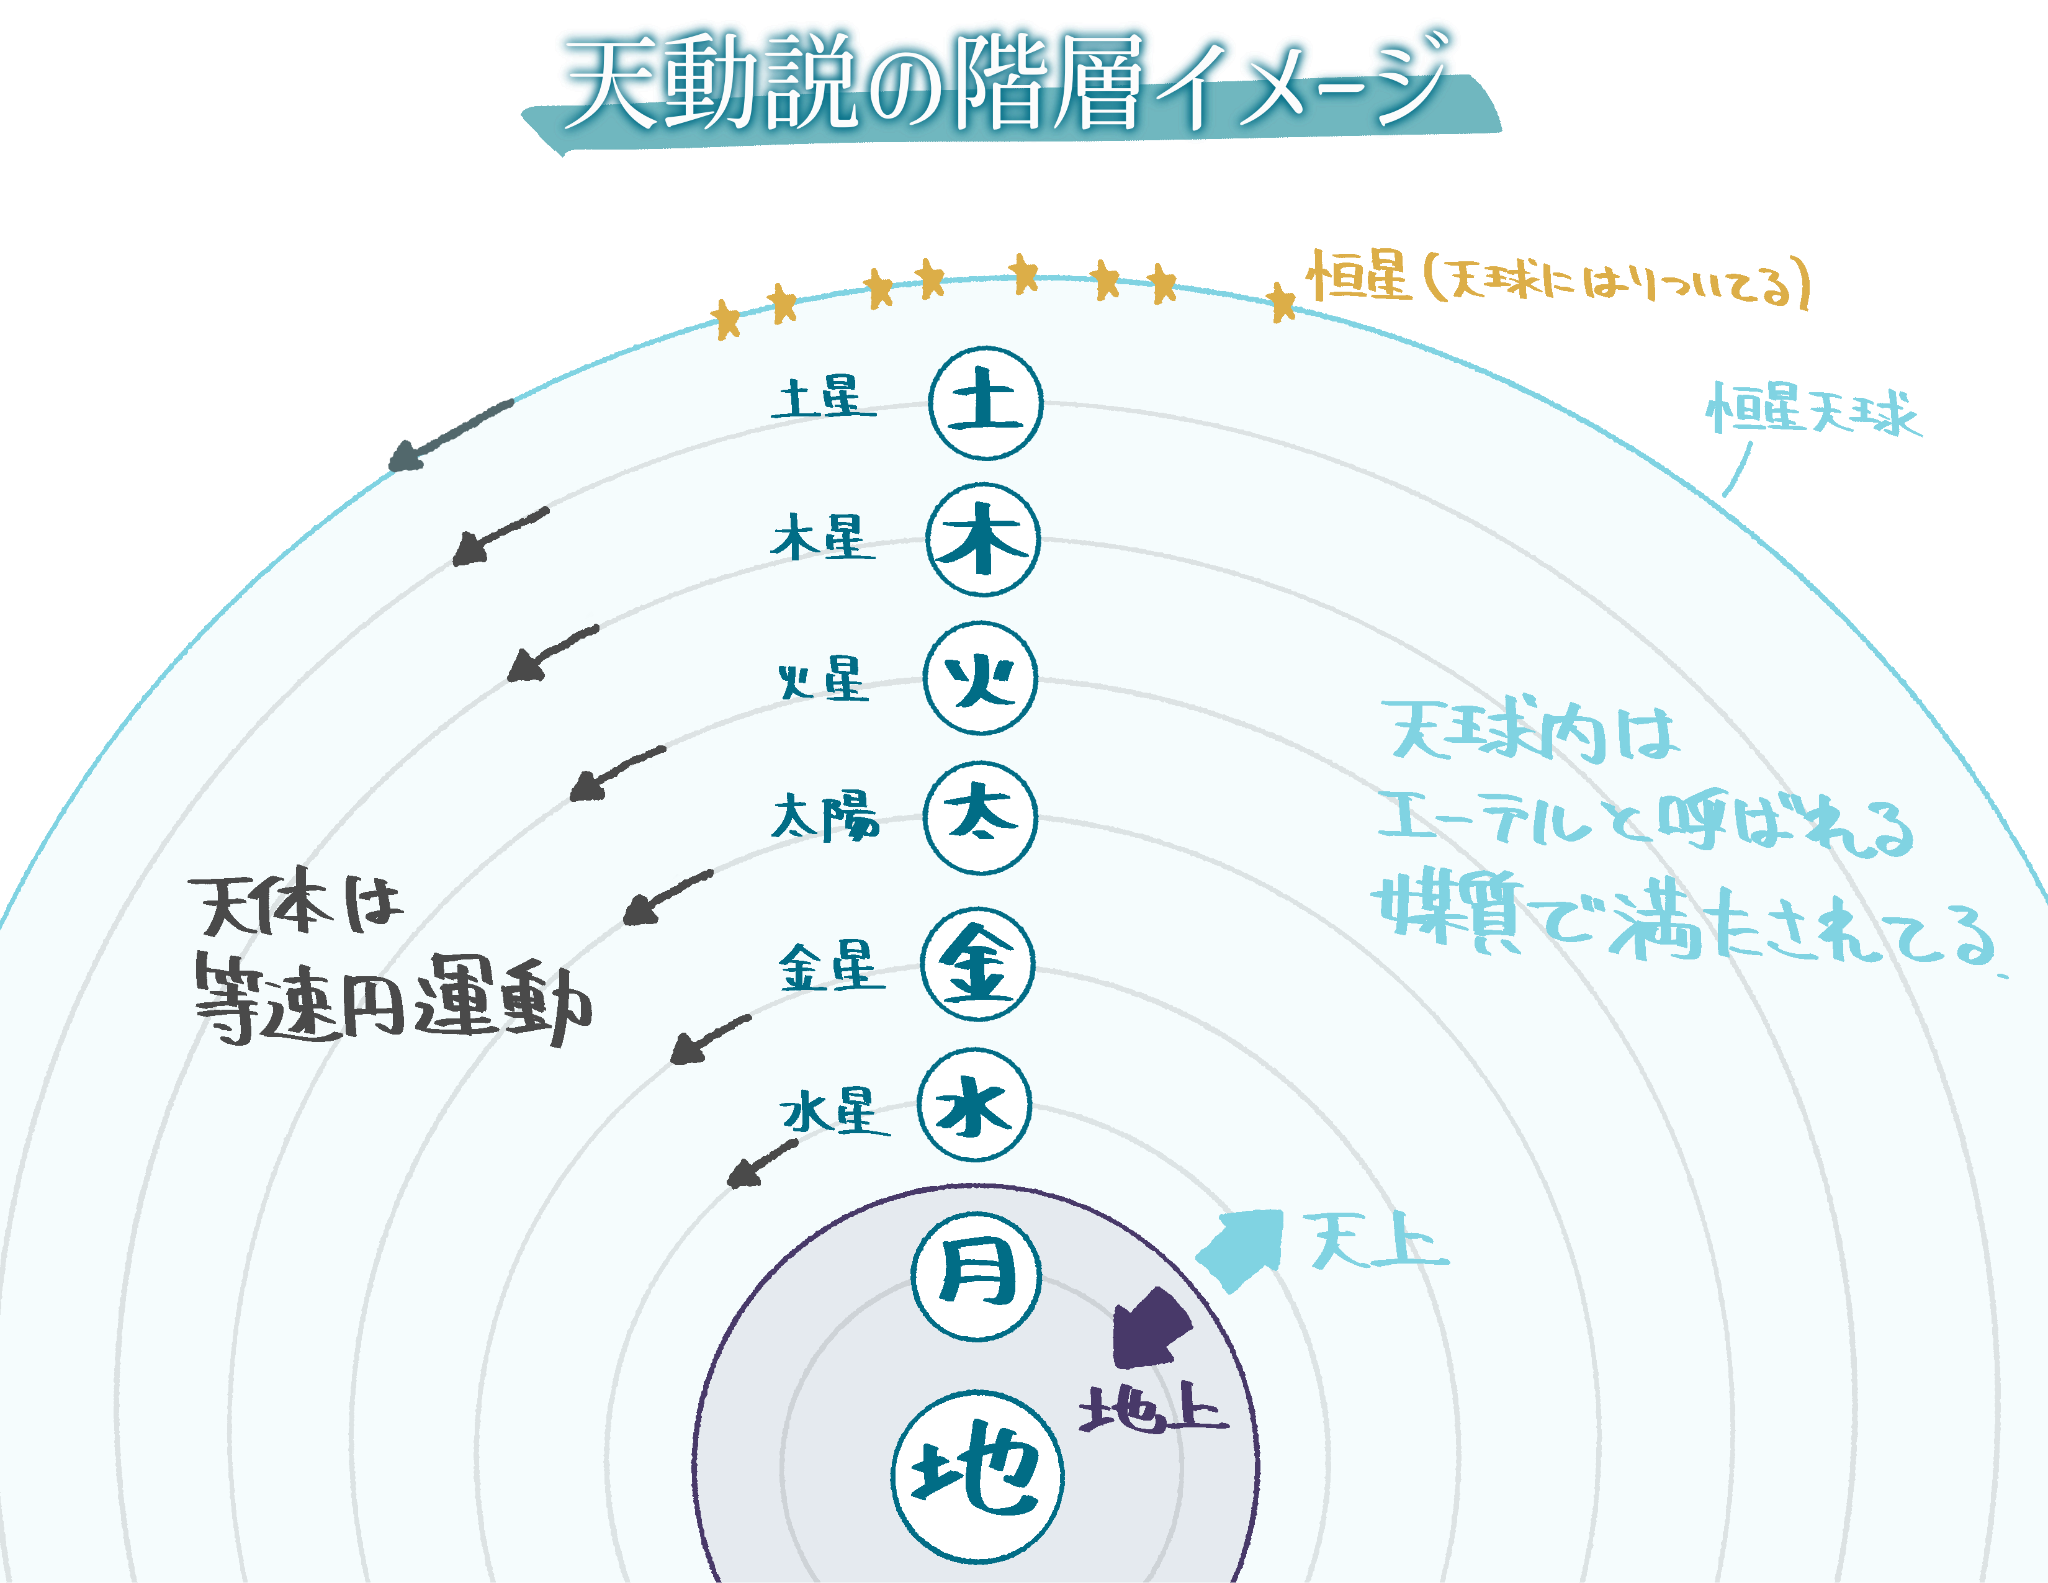 天動説の階層イメージ
恒星(天球にはりついてる)
恒星天球
土星
土
木星
木
火星
火
天球内は
エーテルと呼ばれる
媒質で満たされてる
太陽
太
天体は
等速円運動
金星
金
水星
水
天上
月
地上
地